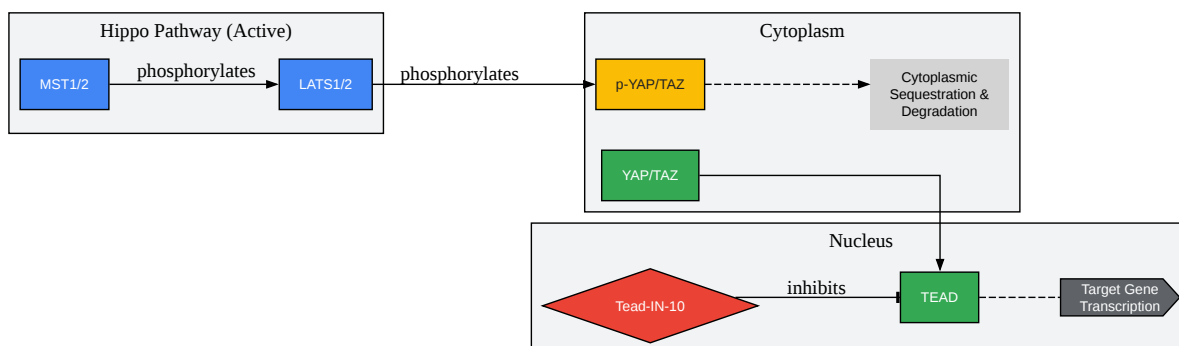 Hippo Pathway (Active)
MST1/2
phosphorylates
LATS1/2
phosphorylates
Cytoplasm
p-YAP/TAZ
Cytoplasmic
Sequestration &
Degradation
YAP/TAZ
Nucleus
Tead-IN-10
inhibits
TEAD
Target Gene
Transcription